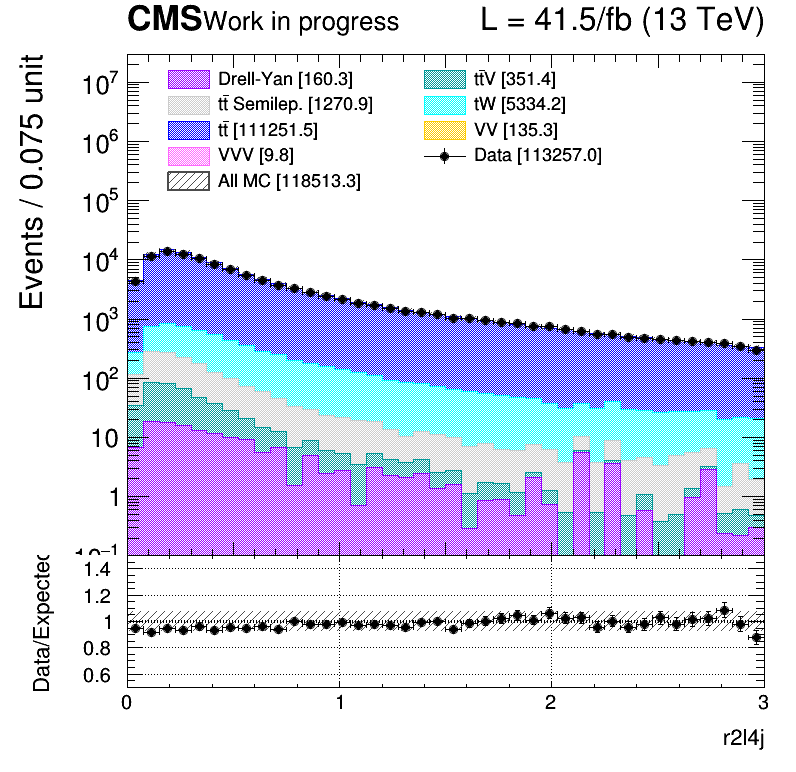 CMS Work in progress L = 41.5/fb (13 TeV)
Events / 0.075 unit
10⁷
10⁶
10⁵
10⁴
10³
10²
10
1
10⁻¹
Drell-Yan [160.3]
tt̄ Semilep. [1270.9]
tt̄ [111251.5]
VVV [9.8]
All MC [118513.3]
tt̄V [351.4]
tW [5334.2]
VV [135.3]
Data [113257.0]
Data/Expected
1.4
1.2
1
0.8
0.6
0 1 2 3
r2l4j